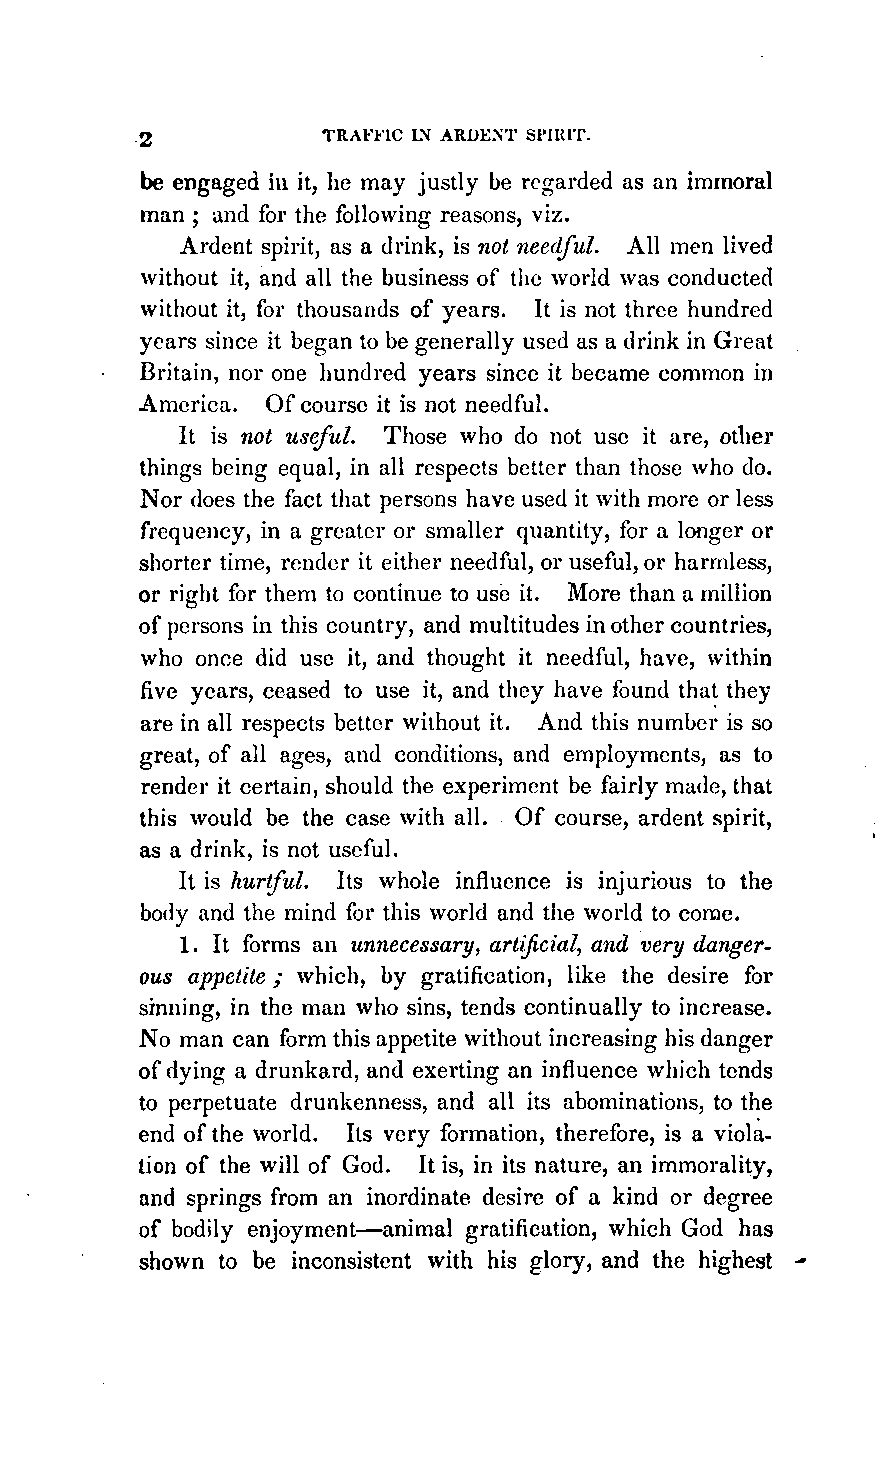 2 TRAFFIC IN ARDENT SPIRIT.
be engaged in it, he may justly be regarded as an immoral
man ; and for the following reasons, viz.
Ardent spirit, as a drink, is not needful. All men lived
without it, and all the business of the world was conducted
without it, for thousands of years. It is not three hundred
years since it began to be generally used as a drink in Great
Britain, nor one hundred years since it became common in
America. Of course it is not needful.
It is not useful. Those who do not use it are, other
things being equal, in all respects better than those who do.
Nor does the fact that persons have used it with more or less
frequency, in a greater or smaller quantity, for a longer or
shorter time, render it either needful, or useful, or harmless,
or right for them to continue to use it. More than a million
of persons in this country, and multitudes in other countries,
who once did use it, and thought it needful, have, within
five years, ceased to use it, and they have found that they
are in all respects better without it. And this number is so
great, of all ages, and conditions, and employments, as to
render it certain, should the experiment be fairly made, that
this would be the case with all. Of course, ardent spirit,
as a drink, is not useful.
It is hurtful. Its whole influence is injurious to the
body and the mind for this world and the world to come.
1. It forms an unnecessary, artificial, and very danger-
ous appetite ; which, by gratification, like the desire for
sinning, in the man who sins, tends continually to increase.
No man can form this appetite without increasing his danger
of dying a drunkard, and exerting an influence which tends
to perpetuate drunkenness, and all its abominations, to the
end of the world. Its very formation, therefore, is a viola-
tion of the will of God. It is, in its nature, an immorality,
and springs from an inordinate desire of a kind or degree
of bodily enjoyment—animal gratification, which God has
shown to be inconsistent with his glory, and the highest